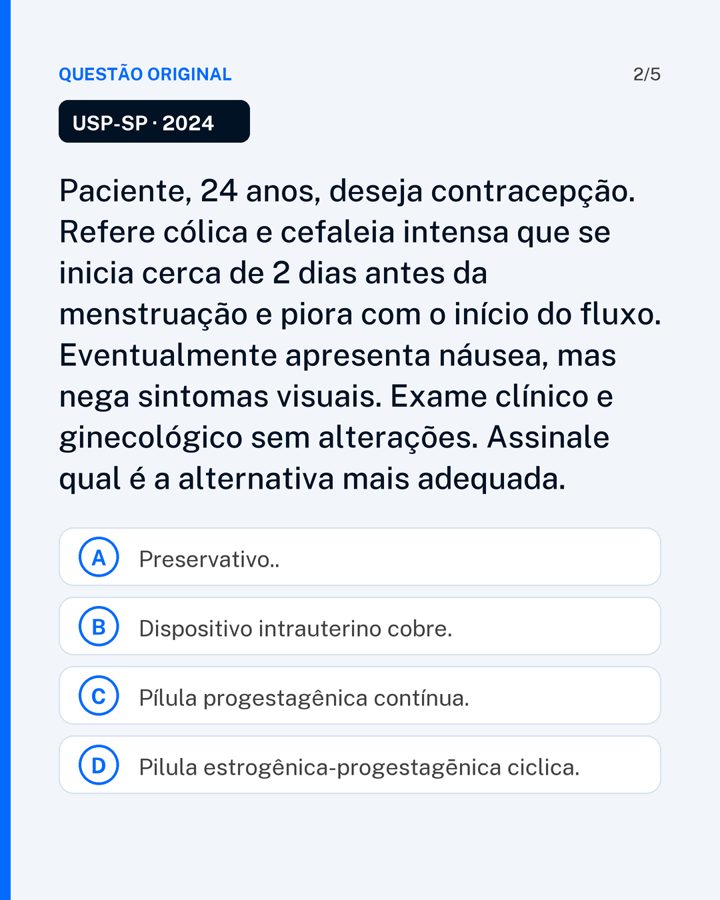 QUESTÃO ORIGINAL
2/5
USP-SP · 2024
Paciente, 24 anos, deseja contracepção.
Refere cólica e cefaleia intensa que se
inicia cerca de 2 dias antes da
menstruação e piora com o início do fluxo.
Eventualmente apresenta náusea, mas
nega sintomas visuais. Exame clínico e
ginecológico sem alterações. Assinale
qual é a alternativa mais adequada.
A Preservativo..
B Dispositivo intrauterino cobre.
C Pílula progestagênica contínua.
D Pilula estrogênica-progestagēnica ciclica.